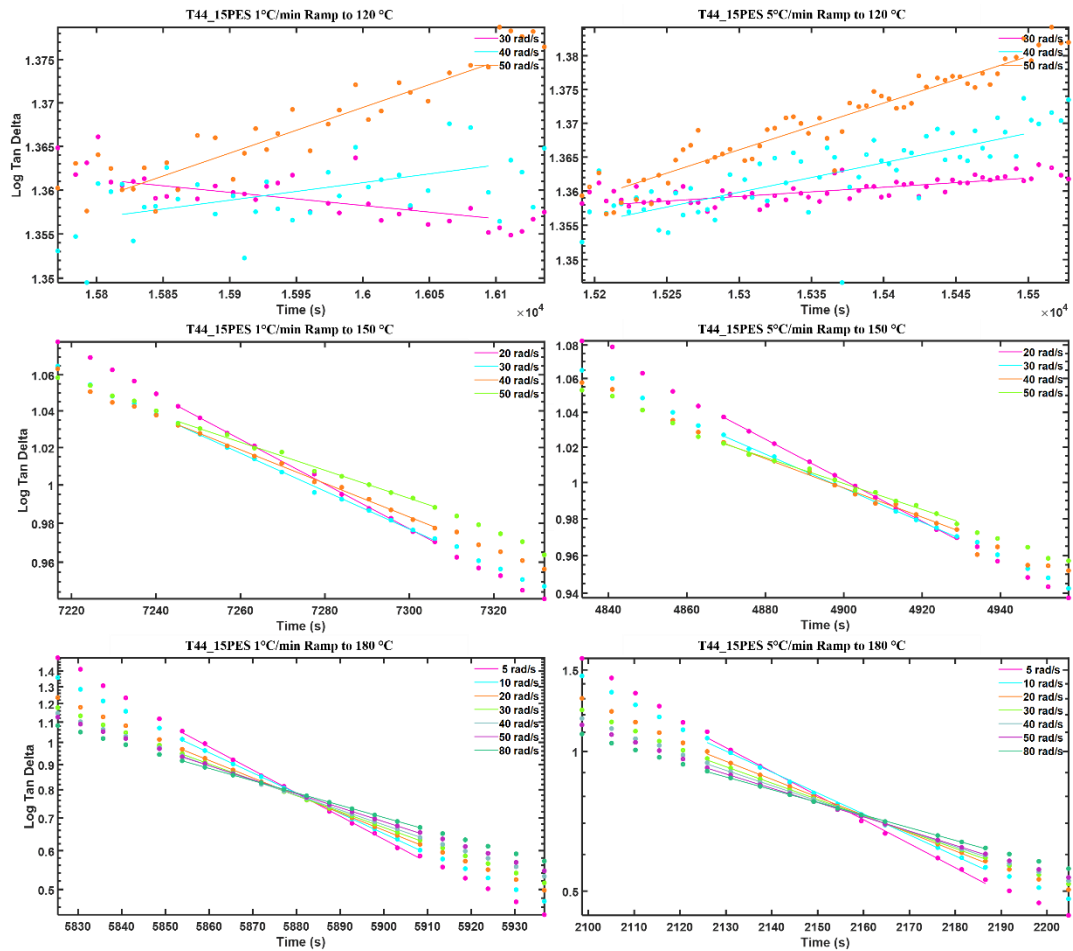 T44_15PES 1°C/min Ramp to 120 °C
Log Tan Delta
1.375
1.37
1.365
1.36
1.355
1.35
30 rad/s
40 rad/s
50 rad/s
1.58 1.585 1.59 1.595 1.6 1.605 1.61
Time (s)
×10⁴
T44_15PES 5°C/min Ramp to 120 °C
Log Tan Delta
1.38
1.375
1.37
1.365
1.36
1.355
1.35
30 rad/s
40 rad/s
50 rad/s
1.52 1.525 1.53 1.535 1.54 1.545 1.55
Time (s)
×10⁴
T44_15PES 1°C/min Ramp to 150 °C
Log Tan Delta
1.06
1.04
1.02
1
0.98
0.96
20 rad/s
30 rad/s
40 rad/s
50 rad/s
7220 7240 7260 7280 7300 7320
Time (s)
T44_15PES 5°C/min Ramp to 150 °C
Log Tan Delta
1.08
1.06
1.04
1.02
1
0.98
0.96
0.94
20 rad/s
30 rad/s
40 rad/s
50 rad/s
4840 4860 4880 4900 4920 4940
Time (s)
T44_15PES 1°C/min Ramp to 180 °C
Log Tan Delta
1.4
1.3
1.2
1.1
1
0.9
0.8
0.7
0.6
0.5
5 rad/s
10 rad/s
20 rad/s
30 rad/s
40 rad/s
50 rad/s
80 rad/s
5830 5840 5850 5860 5870 5880 5890 5900 5910 5920 5930
Time (s)
T44_15PES 5°C/min Ramp to 180 °C
Log Tan Delta
1.5
1
0.5
5 rad/s
10 rad/s
20 rad/s
30 rad/s
40 rad/s
50 rad/s
80 rad/s
2100 2110 2120 2130 2140 2150 2160 2170 2180 2190 2200
Time (s)